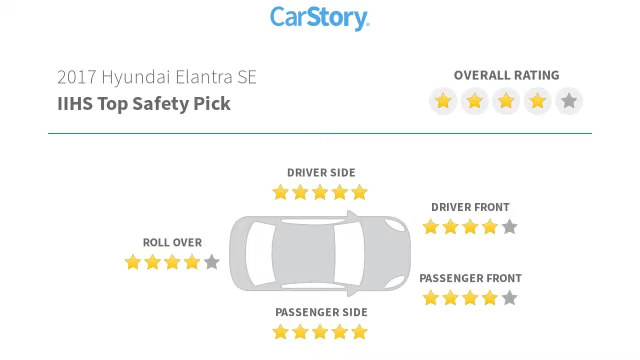 CarStory®
2017 Hyundai Elantra SE
IIHS Top Safety Pick
OVERALL RATING
DRIVER SIDE
DRIVER FRONT
ROLL OVER
PASSENGER FRONT
PASSENGER SIDE